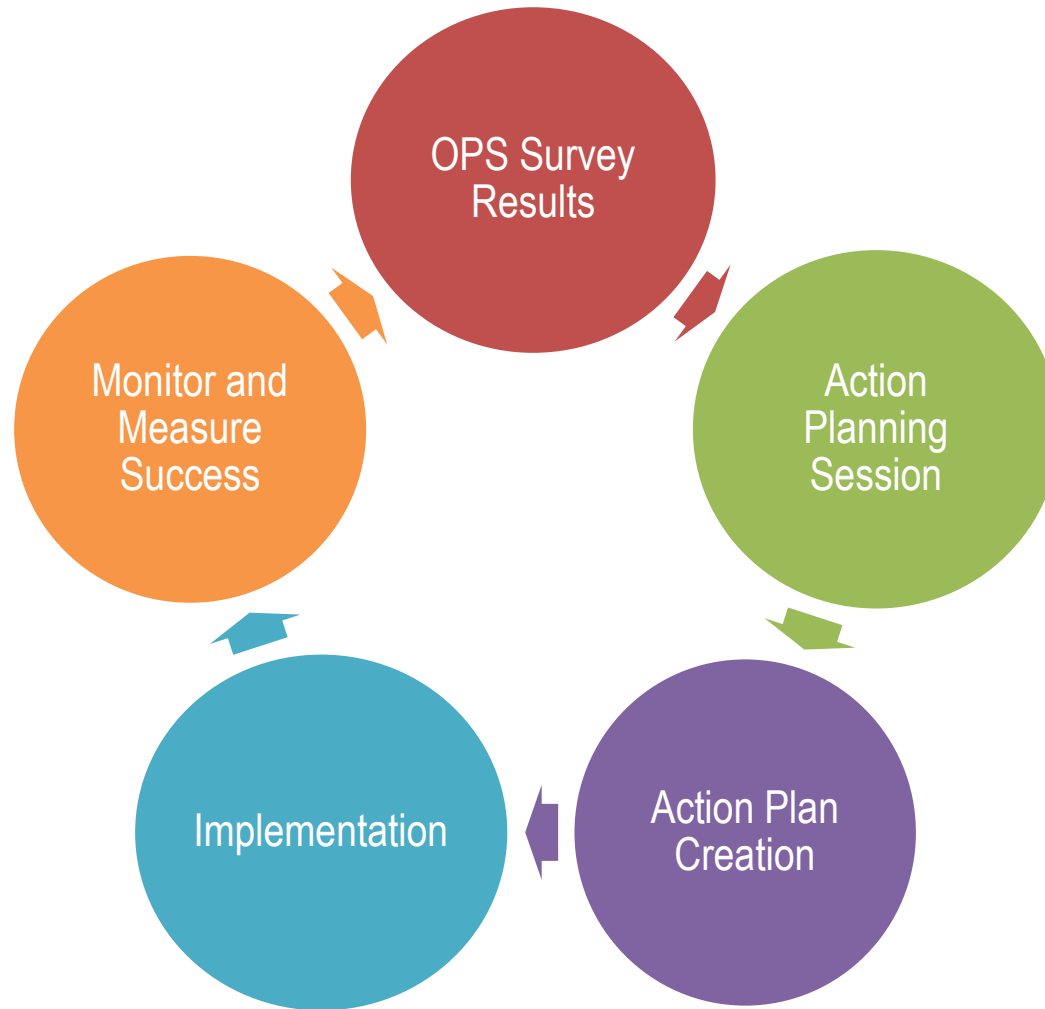 OPS Survey
Results
Action
Planning
Session
Action Plan
Creation
Implementation
Monitor and
Measure
Success